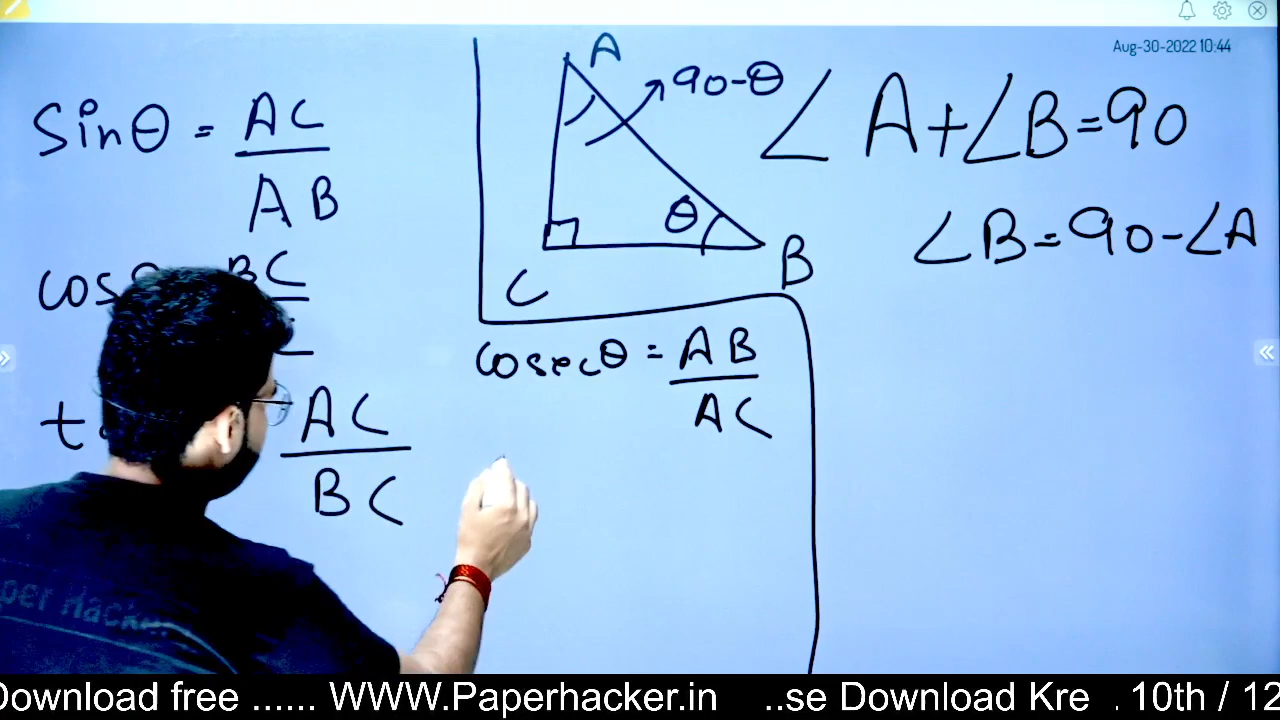 Aug-30-2022 10:44
Sinθ = AC
AB
BC
AC
BC
A
90-θ
θ
C
B
cosecθ = AB
AC
∠A+∠B=90
∠B=90-∠A
Download free ...... WWW.Paperhacker.in ..se Download Kre . 10th / 12